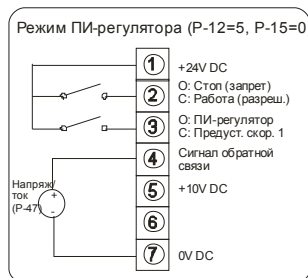 Режим ПИ-регулятора (P-12=5, P-15=0
1 +24V DC
2 О: Стоп (запрет)
С: Работа (разреш.)
3 О: ПИ-регулятор
С: Предуст. скор. 1
4 Сигнал обратной
связи
Напряж/
ток
(P-47)
+
-
5 +10V DC
6
7 0V DC